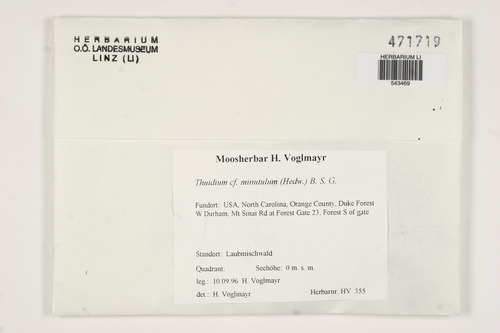 HERBARIUM
O.Ö. LANDESMUSEUM
LINZ (LI)
471719
HERBARIUM LI
543469
Moosherbar H. Voglmayr
Thuidium cf. minutulum (Hedw.) B. S. G.
Fundort: USA, North Carolina, Orange County, Duke Forest
W Durham. Mt Sinai Rd at Forest Gate 23, Forest S of gate
Standort: Laubmischwald
Quadrant: Seehöhe: 0 m. s. m.
leg.: 10.09.96 H. Voglmayr
det.: H. Voglmayr Herbarnr. HV 355